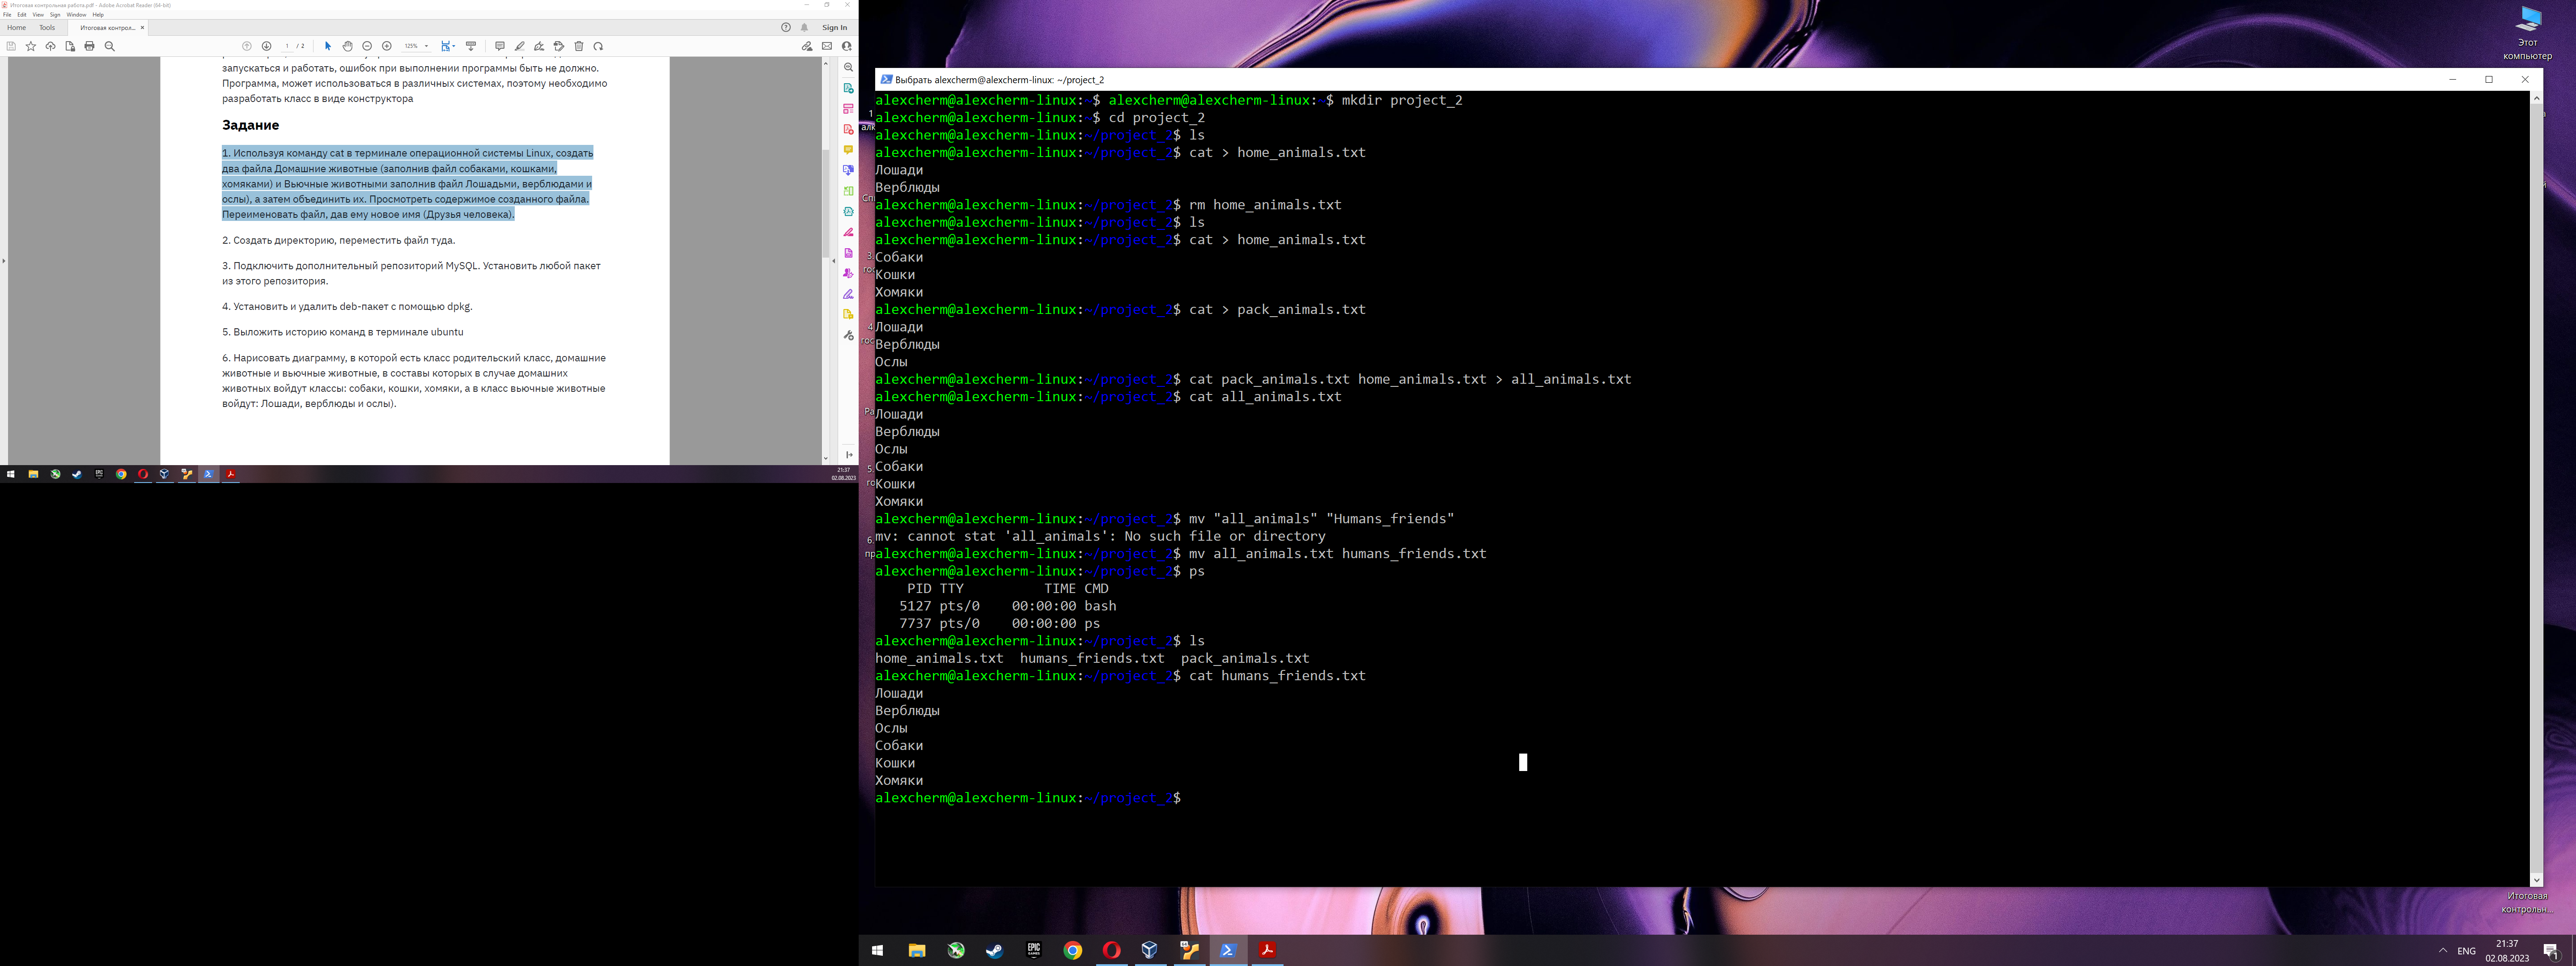 Итоговая контрольная работа.pdf - Adobe Acrobat Reader (64-bit)
File Edit View Sign Window Help
Home Tools Итоговая контрол... × Sign In
1 / 2 125%
запускаться и работать, ошибок при выполнении программы быть не должно.
Программа, может использоваться в различных системах, поэтому необходимо
разработать класс в виде конструктора
Задание
1. Используя команду cat в терминале операционной системы Linux, создать
два файла Домашние животные (заполнив файл собаками, кошками,
хомяками) и Вьючные животными заполнив файл Лошадьми, верблюдами и
ослы), а затем объединить их. Просмотреть содержимое созданного файла.
Переименовать файл, дав ему новое имя (Друзья человека).
2. Создать директорию, переместить файл туда.
3. Подключить дополнительный репозиторий MySQL. Установить любой пакет
из этого репозитория.
4. Установить и удалить deb-пакет с помощью dpkg.
5. Выложить историю команд в терминале ubuntu
6. Нарисовать диаграмму, в которой есть класс родительский класс, домашние
животные и вьючные животные, в составы которых в случае домашних
животных войдут классы: собаки, кошки, хомяки, а в класс вьючные животные
войдут: Лошади, верблюды и ослы).
21:37
02.08.2023
Этот
компьютер
Выбрать alexcherm@alexcherm-linux: ~/project_2
alexcherm@alexcherm-linux:~$ alexcherm@alexcherm-linux:~$ mkdir project_2
alexcherm@alexcherm-linux:~$ cd project_2
alexcherm@alexcherm-linux:~/project_2$ ls
alexcherm@alexcherm-linux:~/project_2$ cat > home_animals.txt
Лошади
Верблюды
alexcherm@alexcherm-linux:~/project_2$ rm home_animals.txt
alexcherm@alexcherm-linux:~/project_2$ ls
alexcherm@alexcherm-linux:~/project_2$ cat > home_animals.txt
Собаки
Кошки
Хомяки
alexcherm@alexcherm-linux:~/project_2$ cat > pack_animals.txt
Лошади
Верблюды
Ослы
alexcherm@alexcherm-linux:~/project_2$ cat pack_animals.txt home_animals.txt > all_animals.txt
alexcherm@alexcherm-linux:~/project_2$ cat all_animals.txt
Лошади
Верблюды
Ослы
Собаки
Кошки
Хомяки
alexcherm@alexcherm-linux:~/project_2$ mv "all_animals" "Humans_friends"
mv: cannot stat 'all_animals': No such file or directory
alexcherm@alexcherm-linux:~/project_2$ mv all_animals.txt humans_friends.txt
alexcherm@alexcherm-linux:~/project_2$ ps
PID TTY TIME CMD
5127 pts/0 00:00:00 bash
7737 pts/0 00:00:00 ps
alexcherm@alexcherm-linux:~/project_2$ ls
home_animals.txt humans_friends.txt pack_animals.txt
alexcherm@alexcherm-linux:~/project_2$ cat humans_friends.txt
Лошади
Верблюды
Ослы
Собаки
Кошки
Хомяки
alexcherm@alexcherm-linux:~/project_2$
Итоговая
контрольн...
EPIC GAMES
ENG
21:37
02.08.2023
1